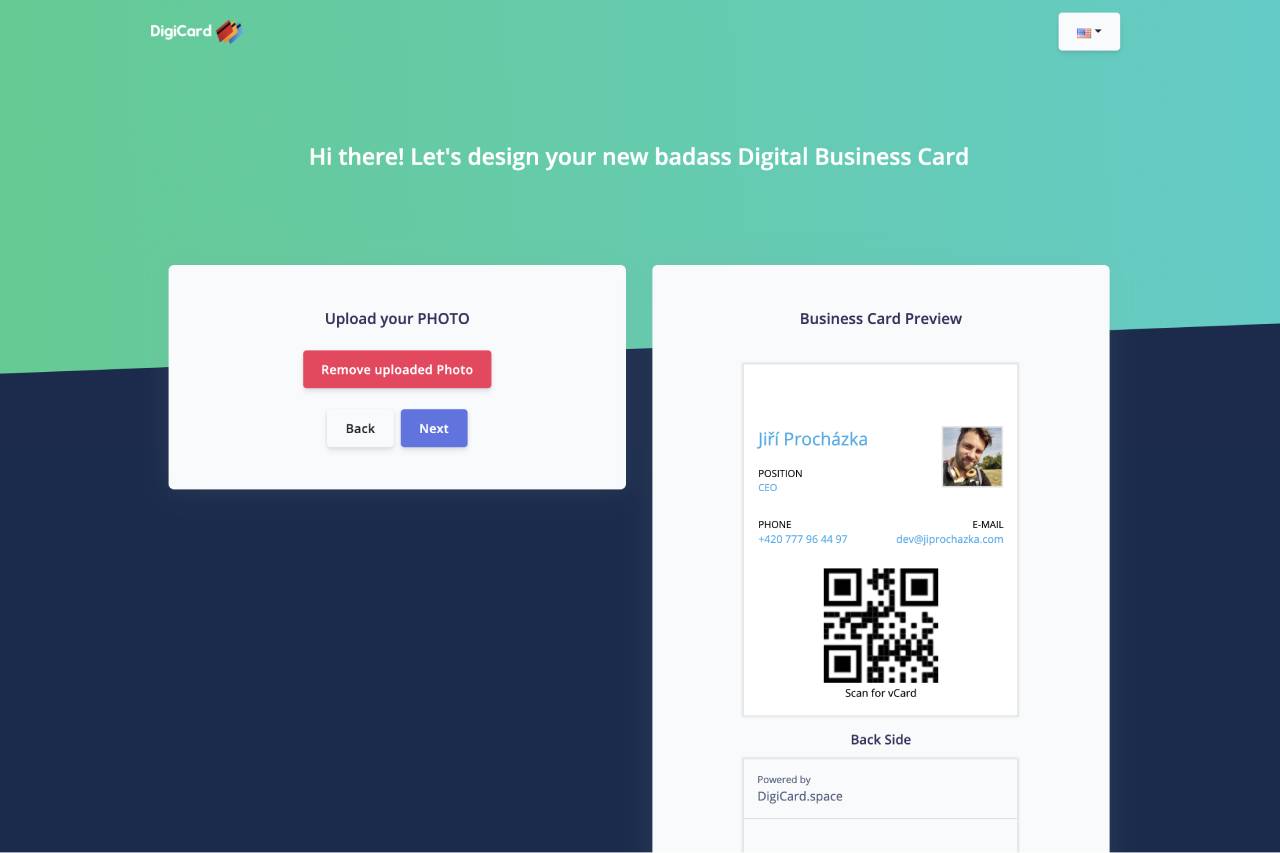 DigiCard
Hi there! Let's design your new badass Digital Business Card
Upload your PHOTO
Remove uploaded Photo
Back
Next
Business Card Preview
Jiří Procházka
POSITION
CEO
PHONE
+420 777 96 44 97
E-MAIL
dev@jiprochazka.com
Scan for vCard
Back Side
Powered by
DigiCard.space